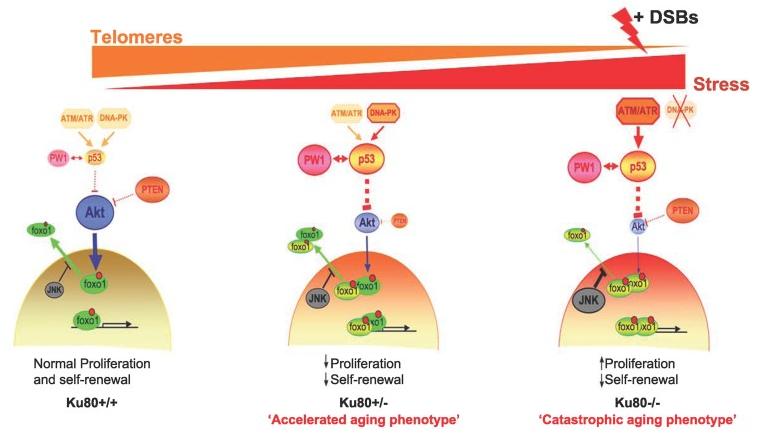 + DSBs
Telomeres
Stress
ATM/ATR DNA-PK
PW1 p53
PTEN
Akt
foxo1
foxo1
JNK
foxo1
Normal Proliferation
and self-renewal
Ku80+/+
ATM/ATR DNA-PK
PW1 p53
Akt PTEN
foxo1
foxo1
foxo1 foxo1
JNK
foxo1 xo1
↓Proliferation
↓Self-renewal
Ku80+/-
‘Accelerated aging phenotype’
ATM/ATR DNA-PK
PW1 p53
PTEN
Akt
foxo1
foxo1 oxo1
JNK
foxo1 xo1
↑Proliferation
↓Self-renewal
Ku80-/-
‘Catastrophic aging phenotype’